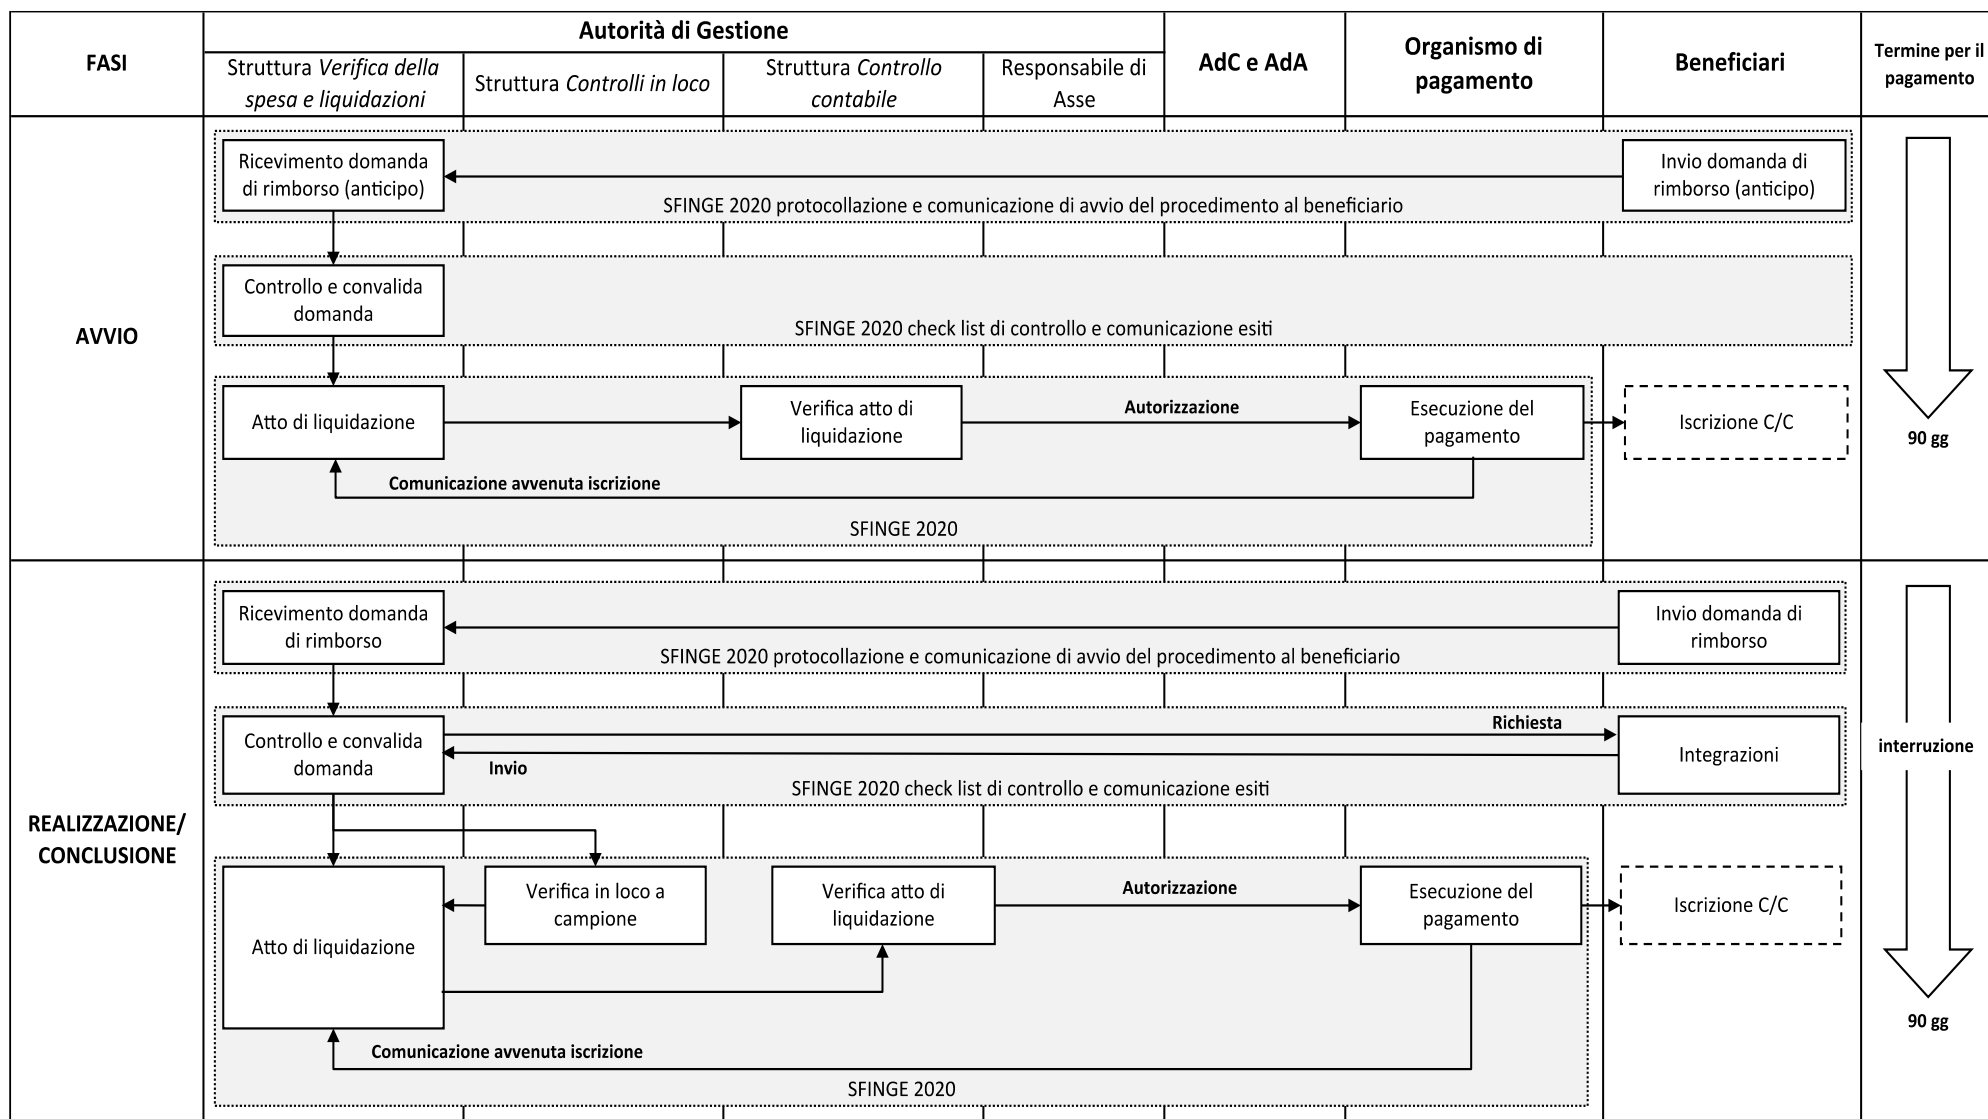 FASI
Autorità di Gestione
Struttura Verifica della
spesa e liquidazioni
Struttura Controlli in loco
Struttura Controllo
contabile
Responsabile di
Asse
AdC e AdA
Organismo di
pagamento
Beneficiari
Termine per il
pagamento
AVVIO
Ricevimento domanda
di rimborso (anticipo)
Invio domanda di
rimborso (anticipo)
SFINGE 2020 protocollazione e comunicazione di avvio del procedimento al beneficiario
Controllo e convalida
domanda
SFINGE 2020 check list di controllo e comunicazione esiti
Atto di liquidazione
Verifica atto di
liquidazione
Autorizzazione
Esecuzione del
pagamento
Iscrizione C/C
90 gg
Comunicazione avvenuta iscrizione
SFINGE 2020
REALIZZAZIONE/
CONCLUSIONE
Ricevimento domanda
di rimborso
Invio domanda di
rimborso
SFINGE 2020 protocollazione e comunicazione di avvio del procedimento al beneficiario
Controllo e convalida
domanda
Richiesta
Invio
Integrazioni
interruzione
SFINGE 2020 check list di controllo e comunicazione esiti
Atto di liquidazione
Verifica in loco a
campione
Verifica atto di
liquidazione
Autorizzazione
Esecuzione del
pagamento
Iscrizione C/C
90 gg
Comunicazione avvenuta iscrizione
SFINGE 2020